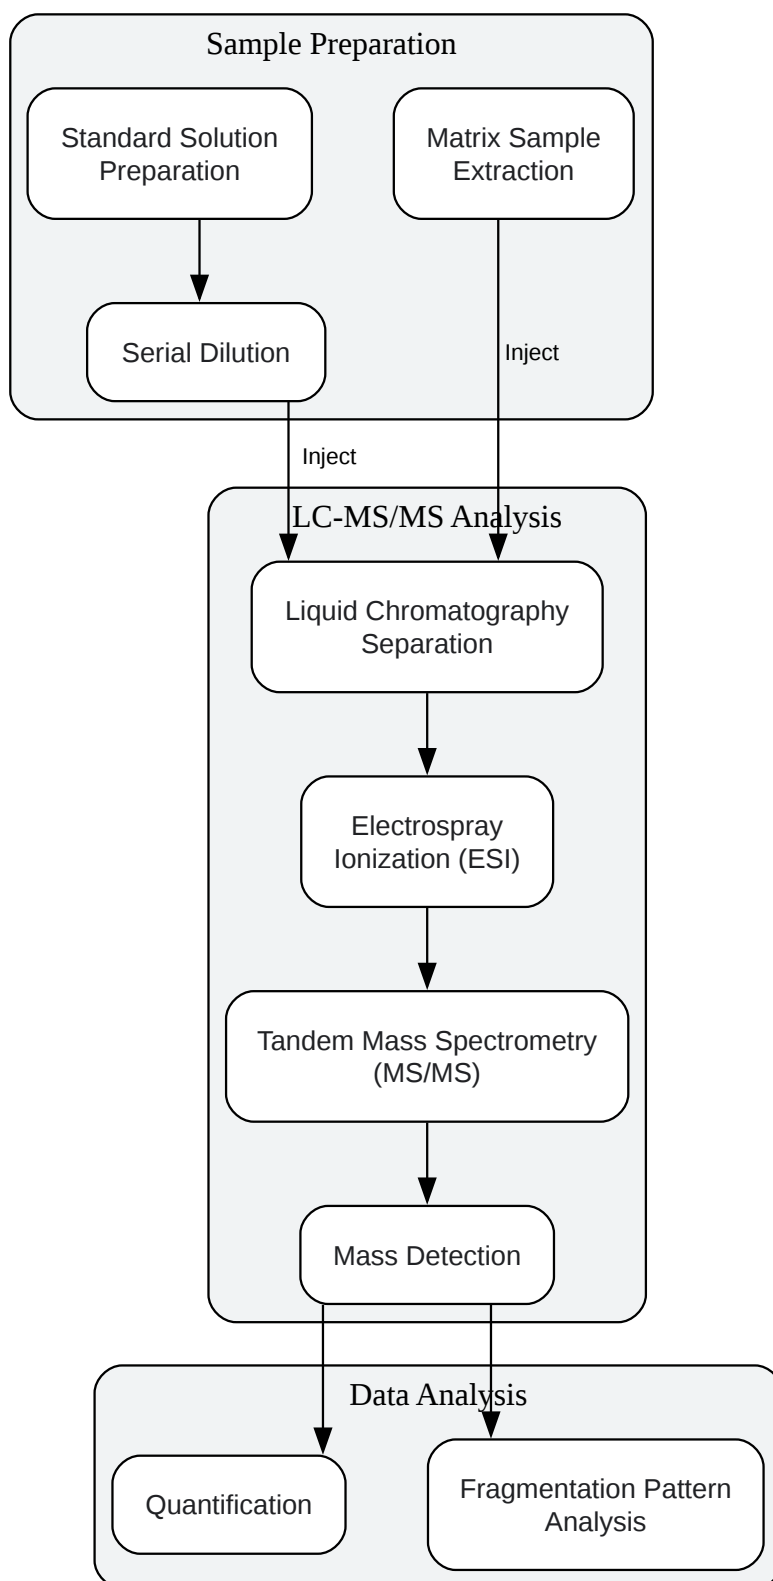 Sample Preparation
Standard Solution
Preparation
Matrix Sample
Extraction
Serial Dilution
Inject
Inject
LC-MS/MS Analysis
Liquid Chromatography
Separation
Electrospray
Ionization (ESI)
Tandem Mass Spectrometry
(MS/MS)
Mass Detection
Data Analysis
Quantification
Fragmentation Pattern
Analysis